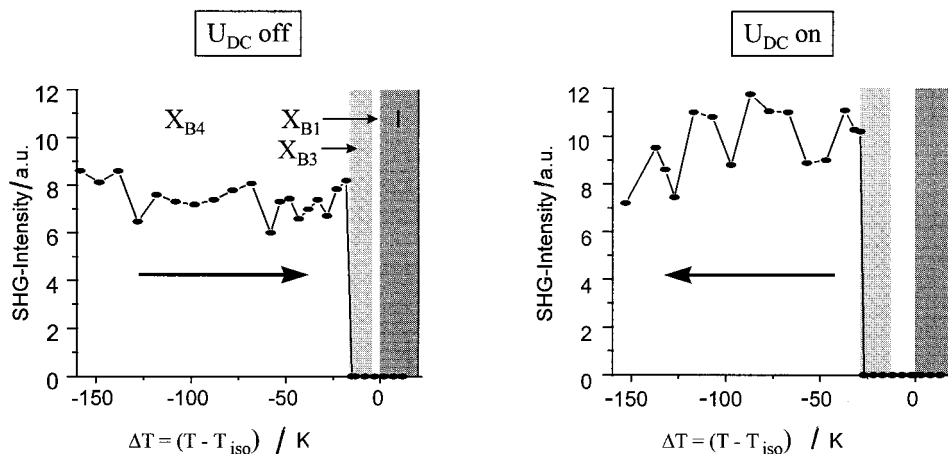 U_DC off
12
10
8
6
4
2
0
SHG-Intensity / a.u.
X_B4
X_B1
I
X_B3
-150
-100
-50
0
ΔT = (T - T_iso) / K
U_DC on
12
10
8
6
4
2
0
SHG-Intensity / a.u.
-150
-100
-50
0
ΔT = (T - T_iso) / K